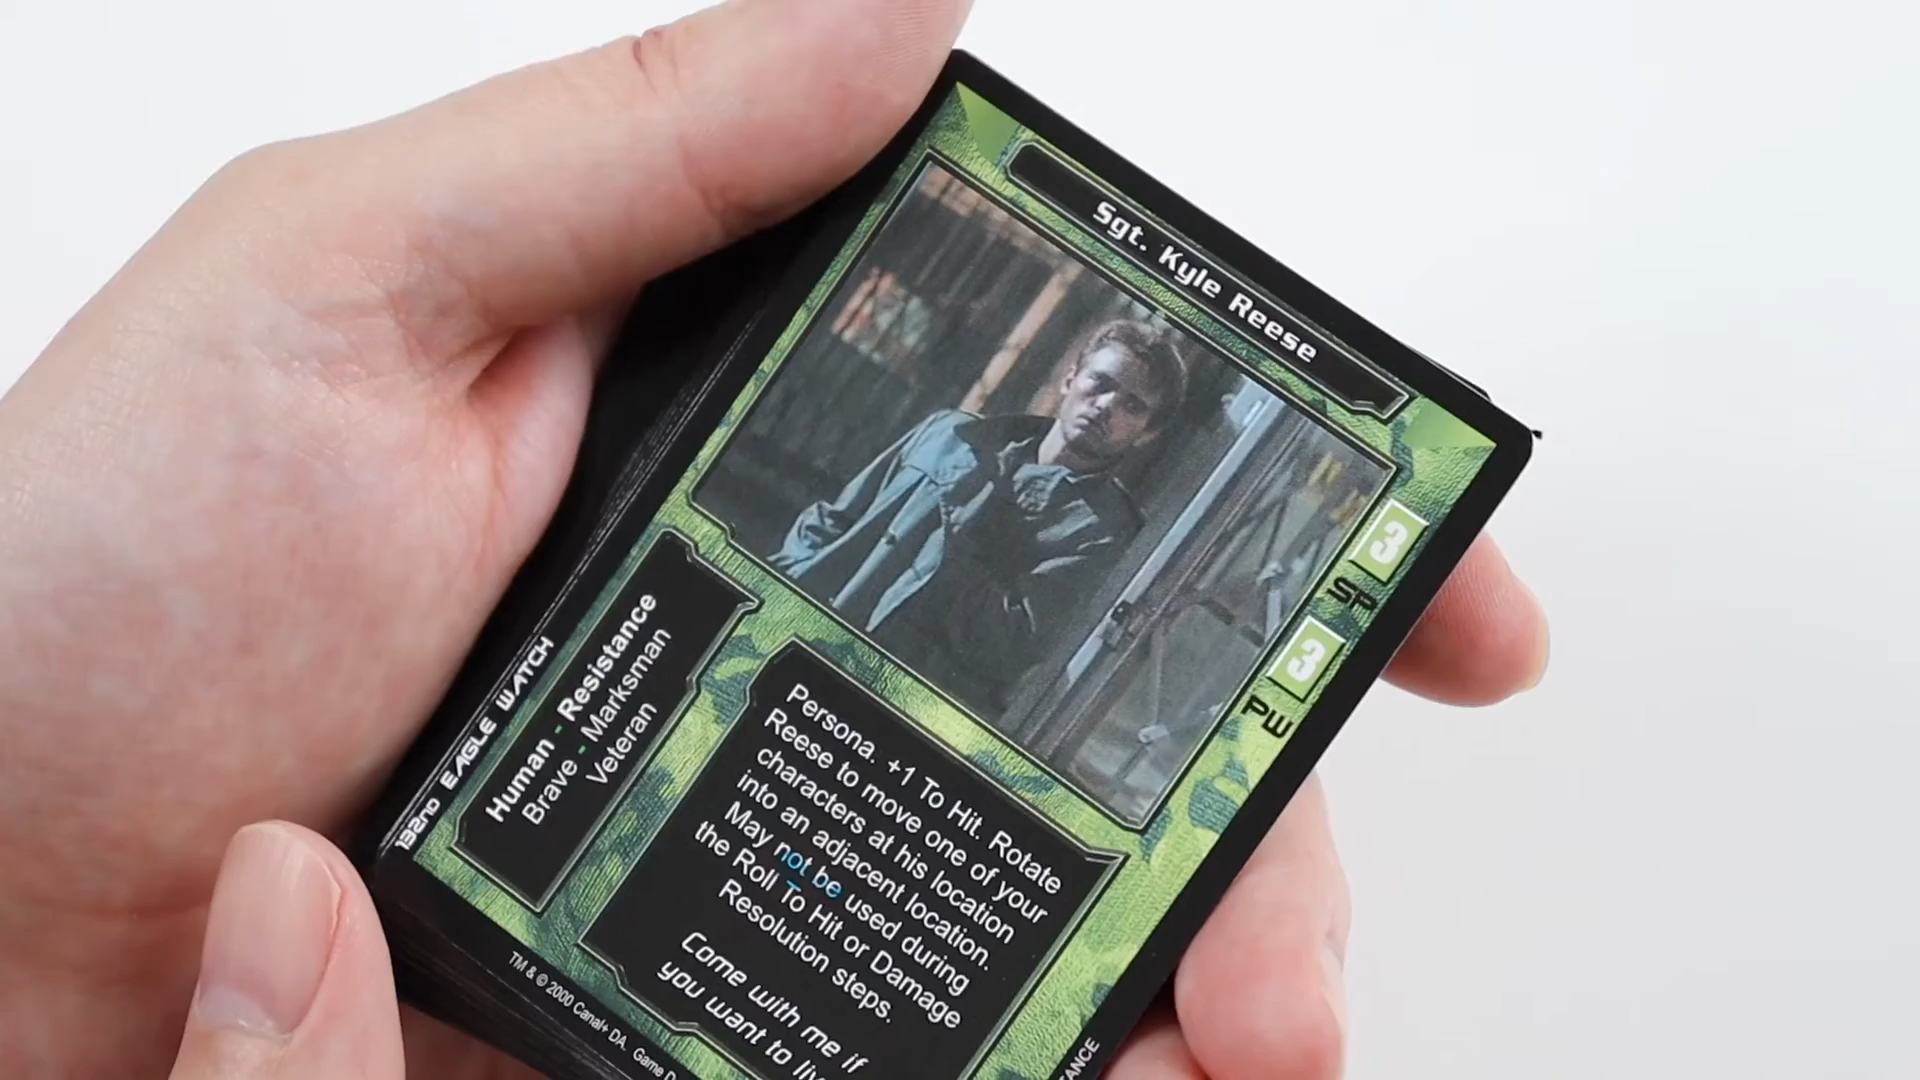 Sgt. Kyle Reese
3
SP
3
PW
132ND EAGLE WATCH
Human - Resistance
Brave - Marksman
Veteran
Persona. +1 To Hit. Rotate
Reese to move one of your
characters at his location
into an adjacent location.
May not be used during
the Roll To Hit or Damage
Resolution steps.
Come with me if
you want to
TM & © 2000 Canal+ DA. Game